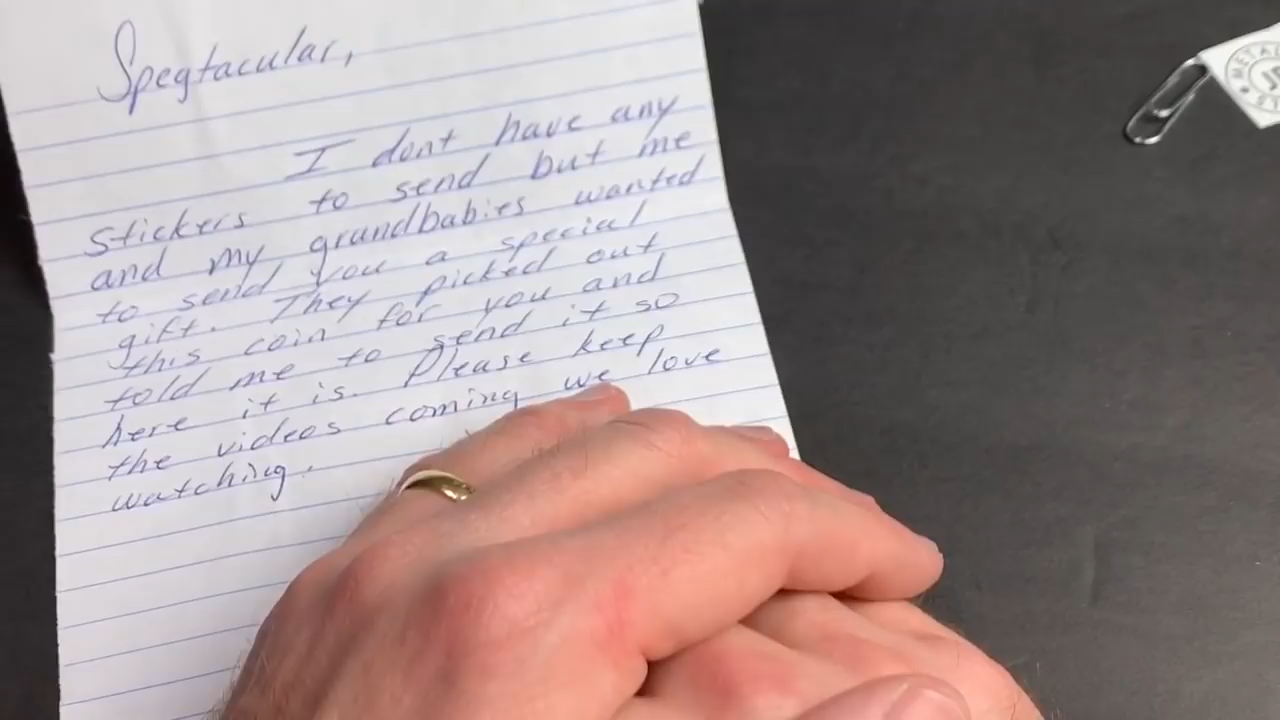 Spegtacular,
I dont have any
stickers to send but me
and my grandbabies wanted
to send you a special
gift. They picked out
this coin for you and
told me to send it so
here it is. Please keep
the videos coming we love
watching.
METAL